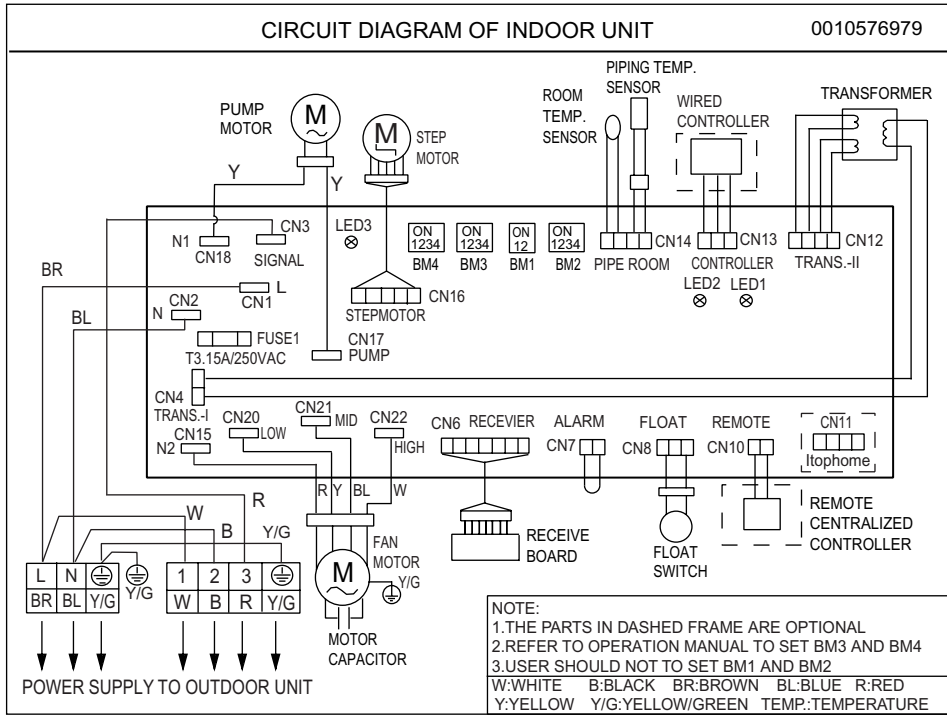 CIRCUIT DIAGRAM OF INDOOR UNIT
0010576979
PUMP
MOTOR
M
M
STEP
MOTOR
ROOM
TEMP.
SENSOR
PIPING TEMP.
SENSOR
WIRED
CONTROLLER
TRANSFORMER
Y
Y
N1
CN18
CN3
SIGNAL
LED3
ON
1234
BM4
ON
1234
BM3
ON
12
BM1
ON
1234
BM2
CN14
PIPE ROOM
CN13
CONTROLLER
LED2
LED1
CN12
TRANS.-II
BR
CN1
L
BL
N
CN2
FUSE1
T3.15A/250VAC
CN16
STEPMOTOR
CN17
PUMP
CN4
TRANS.-I
N2
CN15
CN20
LOW
CN21
MID
CN22
HIGH
CN6
RECEVIER
ALARM
CN7
FLOAT
CN8
REMOTE
CN10
CN11
Itophome
R
Y
BL
W
W
R
B
Y/G
Y/G
FAN
MOTOR
M
Y/G
MOTOR
CAPACITOR
RECEIVE
BOARD
FLOAT
SWITCH
REMOTE
CENTRALIZED
CONTROLLER
L N
BR BL Y/G
1 2 3
W B R Y/G
POWER SUPPLY TO OUTDOOR UNIT
NOTE:
1.THE PARTS IN DASHED FRAME ARE OPTIONAL
2.REFER TO OPERATION MANUAL TO SET BM3 AND BM4
3.USER SHOULD NOT TO SET BM1 AND BM2
W:WHITE B:BLACK BR:BROWN BL:BLUE R:RED
Y:YELLOW Y/G:YELLOW/GREEN TEMP.:TEMPERATURE